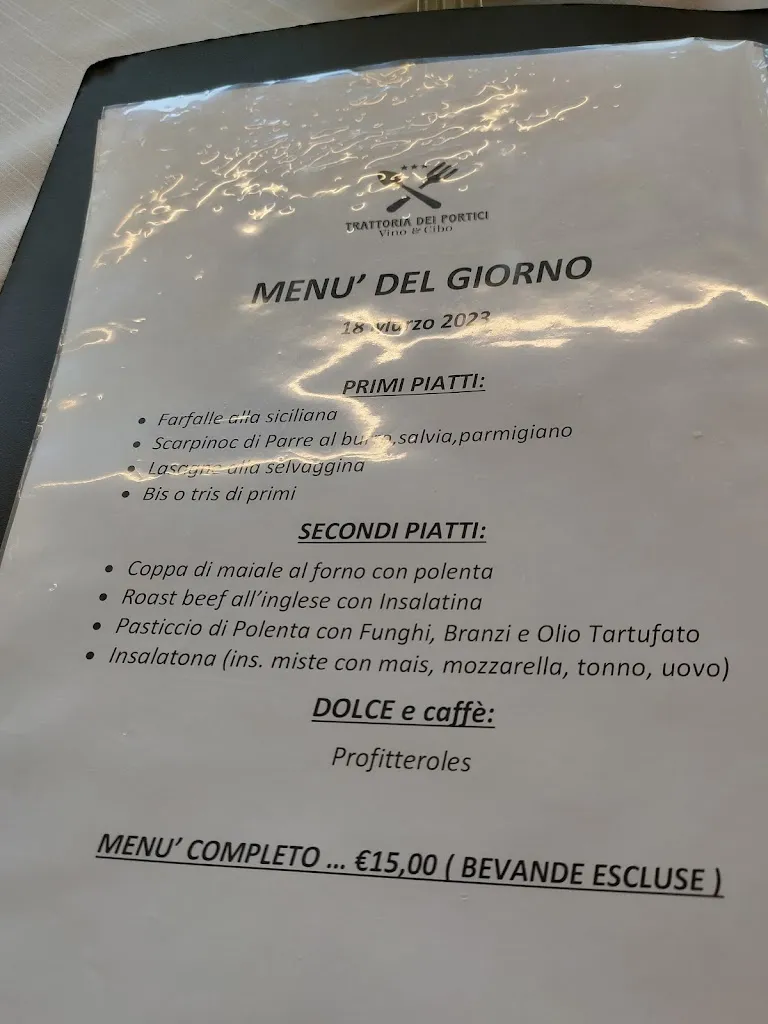 TRATTORIA DEI PORTICI
Vino & Cibo
MENU' DEL GIORNO
18 Marzo 2023
PRIMI PIATTI:
• Farfalle alla siciliana
• Scarpinoc di Parre al burro,salvia,parmigiano
• Lasagne alla selvaggina
• Bis o tris di primi
SECONDI PIATTI:
• Coppa di maiale al forno con polenta
• Roast beef all'inglese con Insalatina
• Pasticcio di Polenta con Funghi, Branzi e Olio Tartufato
• Insalatona (ins. miste con mais, mozzarella, tonno, uovo)
DOLCE e caffè:
Profitteroles
MENU' COMPLETO ... €15,00 ( BEVANDE ESCLUSE )